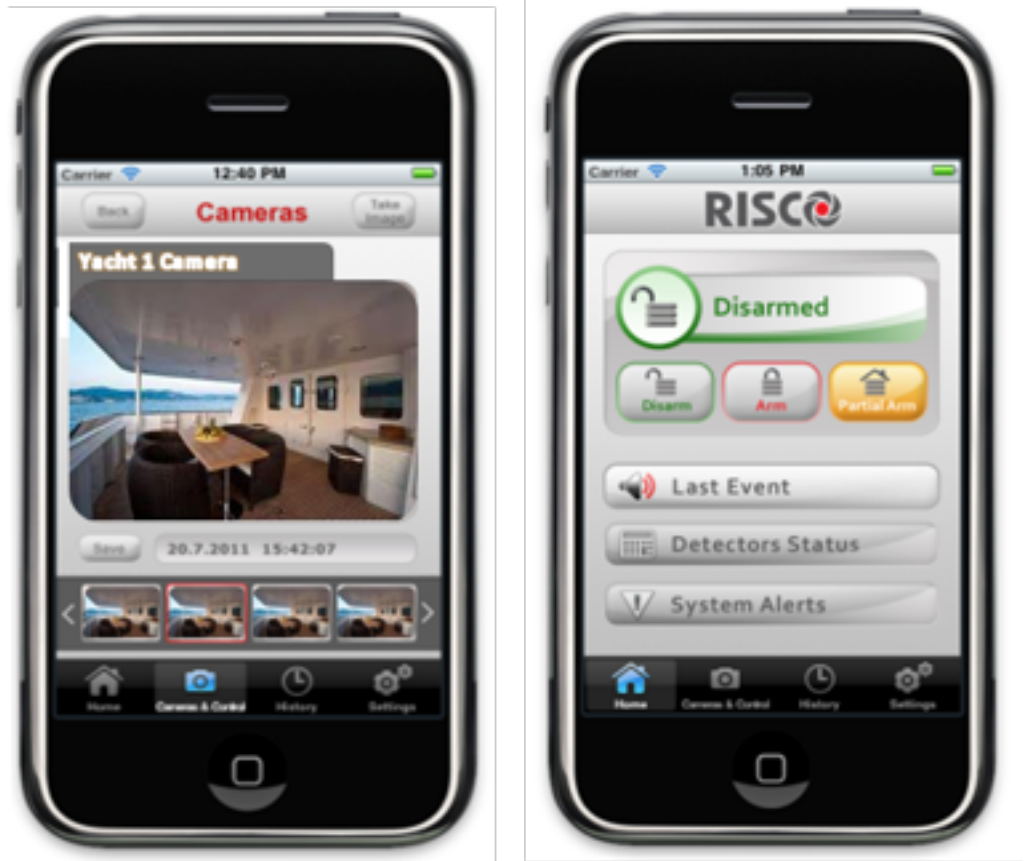 Carrier 12:40 PM
Back Cameras Take Image
Yacht 1 Camera
Save 20.7.2011 15:42:07
Home Cameras & Control History Settings
Carrier 1:05 PM
RISCO
Disarmed
Disarm Arm Partial Arm
Last Event
Detectors Status
System Alerts
Home Cameras & Control History Settings